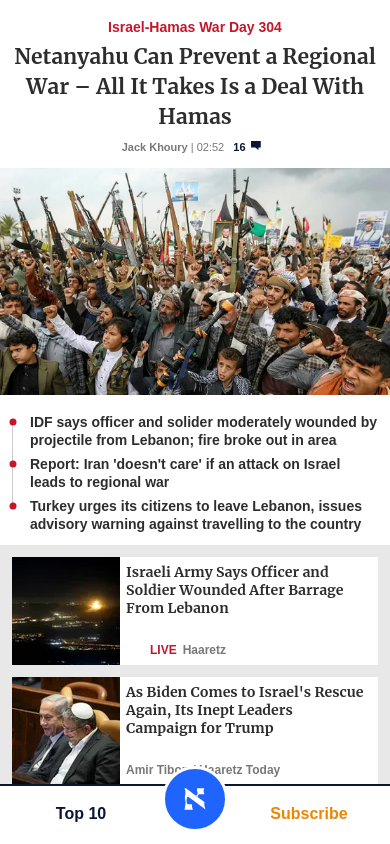 Israel-Hamas War Day 304
Netanyahu Can Prevent a Regional
War – All It Takes Is a Deal With
Hamas
Jack Khoury | 02:52 16
IDF says officer and solider moderately wounded by
projectile from Lebanon; fire broke out in area
Report: Iran 'doesn't care' if an attack on Israel
leads to regional war
Turkey urges its citizens to leave Lebanon, issues
advisory warning against travelling to the country
Israeli Army Says Officer and
Soldier Wounded After Barrage
From Lebanon
LIVE Haaretz
As Biden Comes to Israel's Rescue
Again, Its Inept Leaders
Campaign for Trump
Amir Tibon Haaretz Today
Top 10
Subscribe